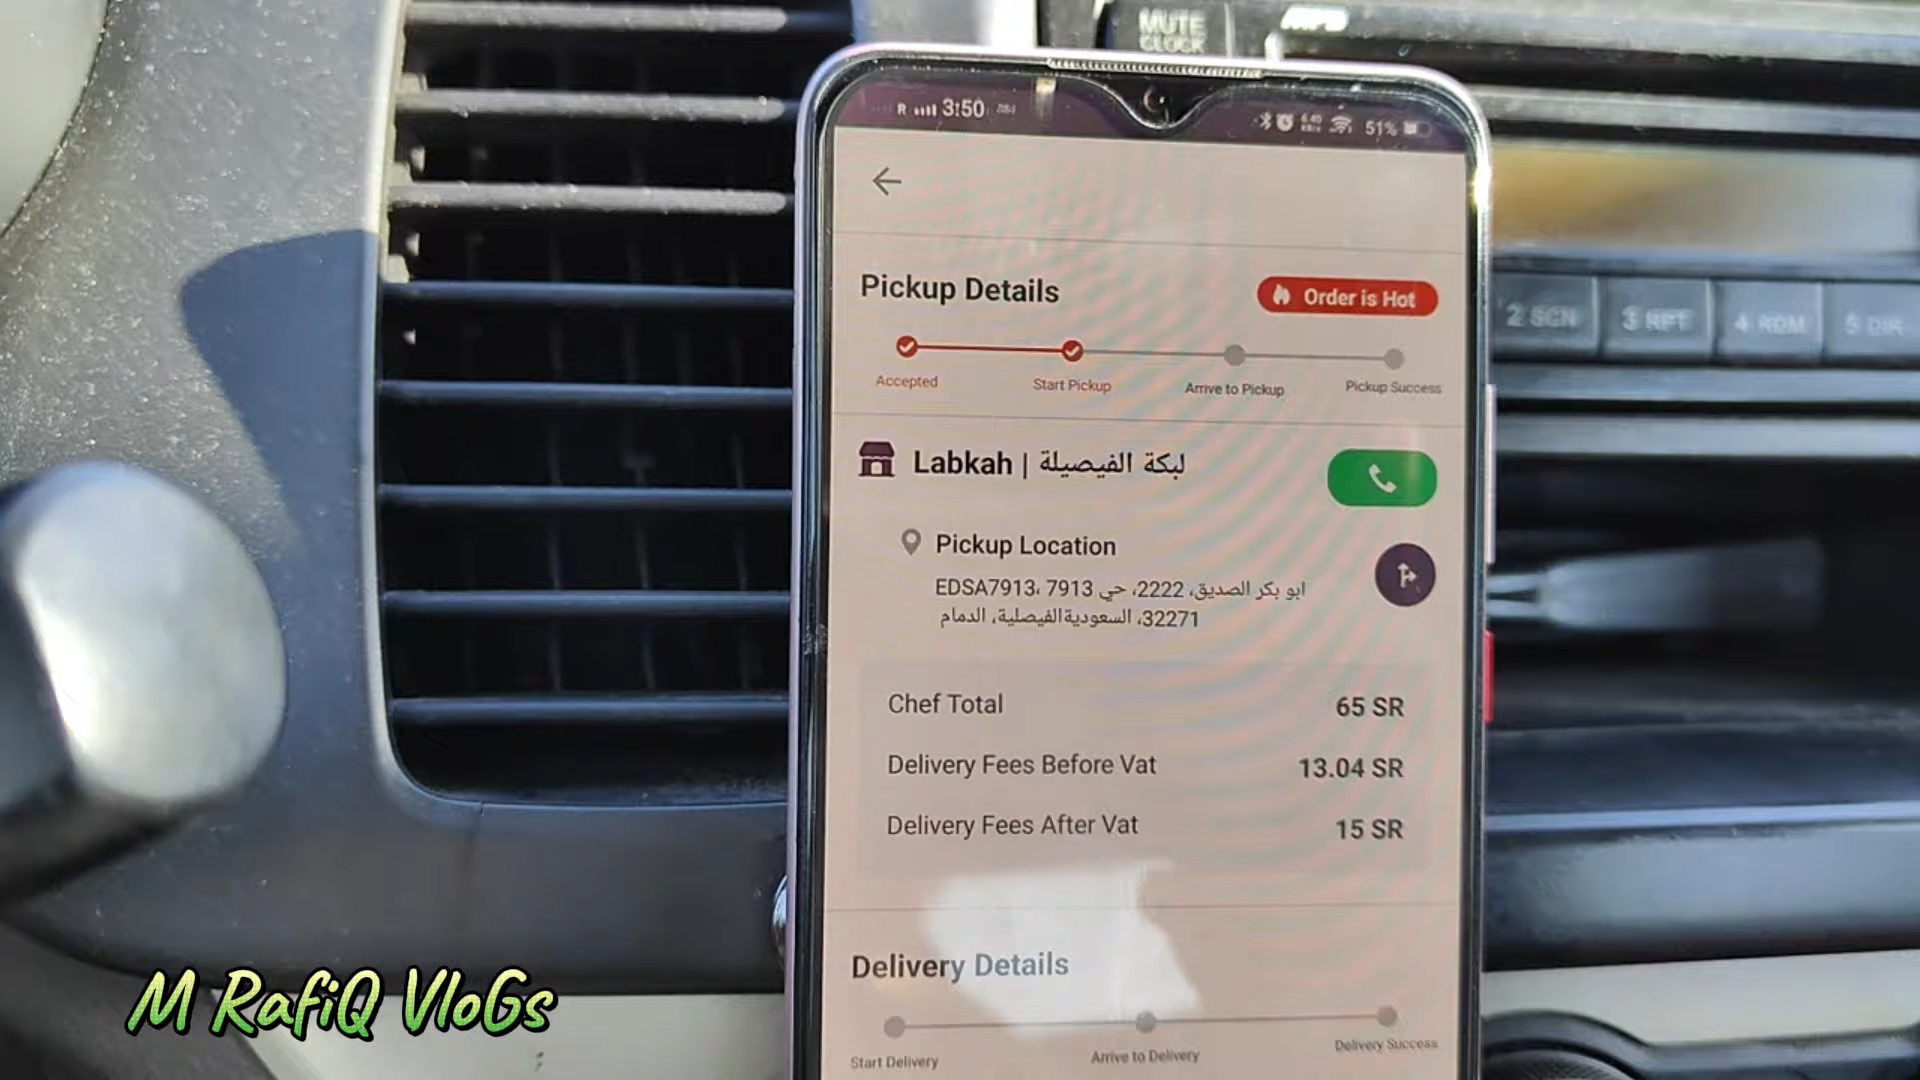 MUTE
CLOCK
R 3:50
51%
Pickup Details
Order is Hot
Accepted
Start Pickup
Arrive to Pickup
Pickup Success
Labkah | لبكة الفيصيلة
Pickup Location
EDSA7913، 7913 ابو بكر الصديق، 2222، حي
الفيصلية، الدمام 32271، السعودية
Chef Total
65 SR
Delivery Fees Before Vat
13.04 SR
Delivery Fees After Vat
15 SR
Delivery Details
Start Delivery
Arrive to Delivery
Delivery Success
2 SCN
3 RPT
4 RDM
5 DIR
M RafiQ VloGs